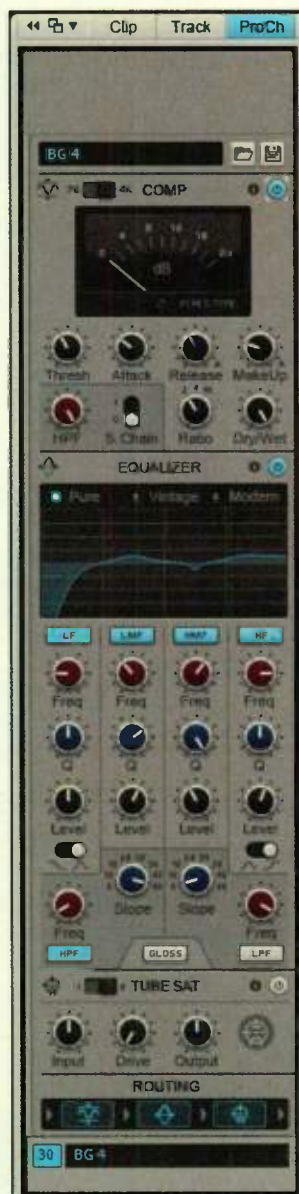 Clip Track ProCh
BG 4
76 4K COMP
dB
Thresh Attack Release MakeUp
HPF S. Chain Ratio Dry/Wet
EQUALIZER
Pure Vintage Modern
LF LMF HMF HF
Freq Freq Freq Freq
Q Q Q Q
Level Level Level Level
Slope Slope
Freq Freq
HPF GLOSS LPF
TUBE SAT
Input Drive Output
ROUTING
30 BG 4